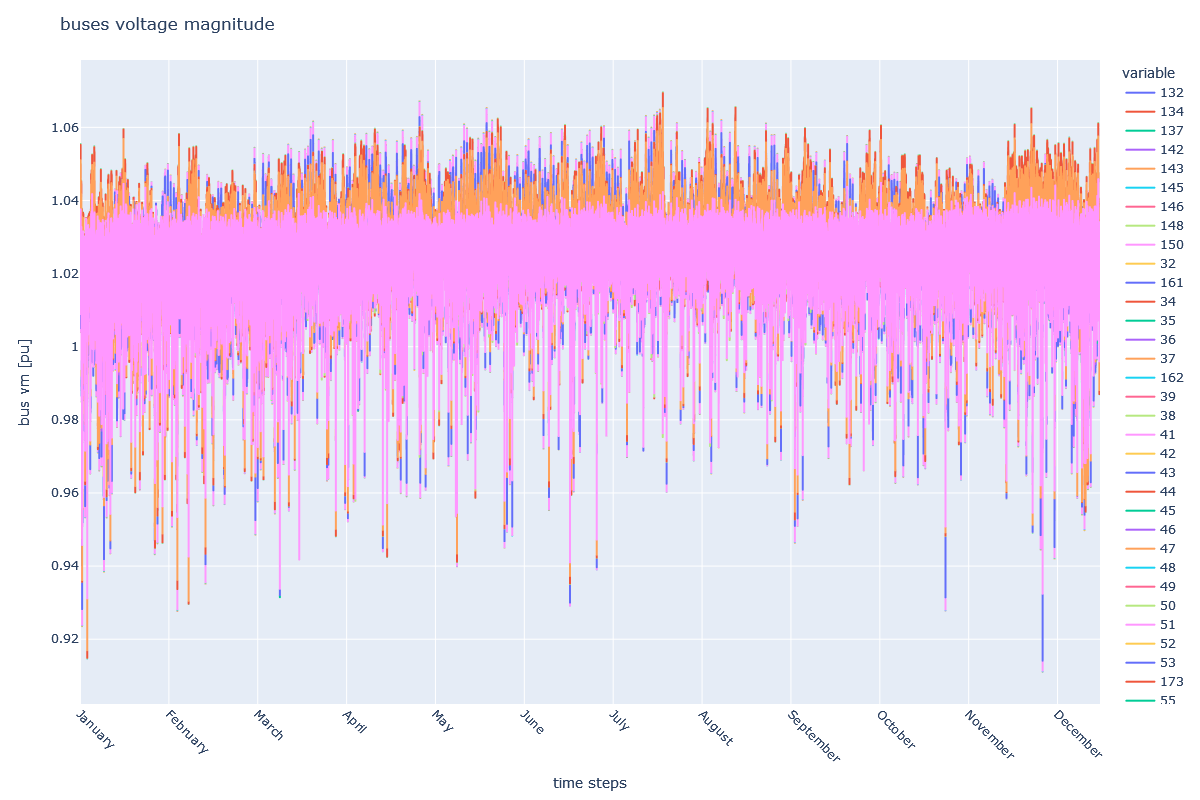 buses voltage magnitude
variable
132
134
137
142
143
145
146
148
150
32
161
34
35
36
37
162
39
38
41
42
43
44
45
46
47
48
49
50
51
52
53
173
55
1.06
1.04
1.02
1
0.98
0.96
0.94
0.92
bus vm [pu]
January
February
March
April
May
June
July
August
September
October
November
December
time steps